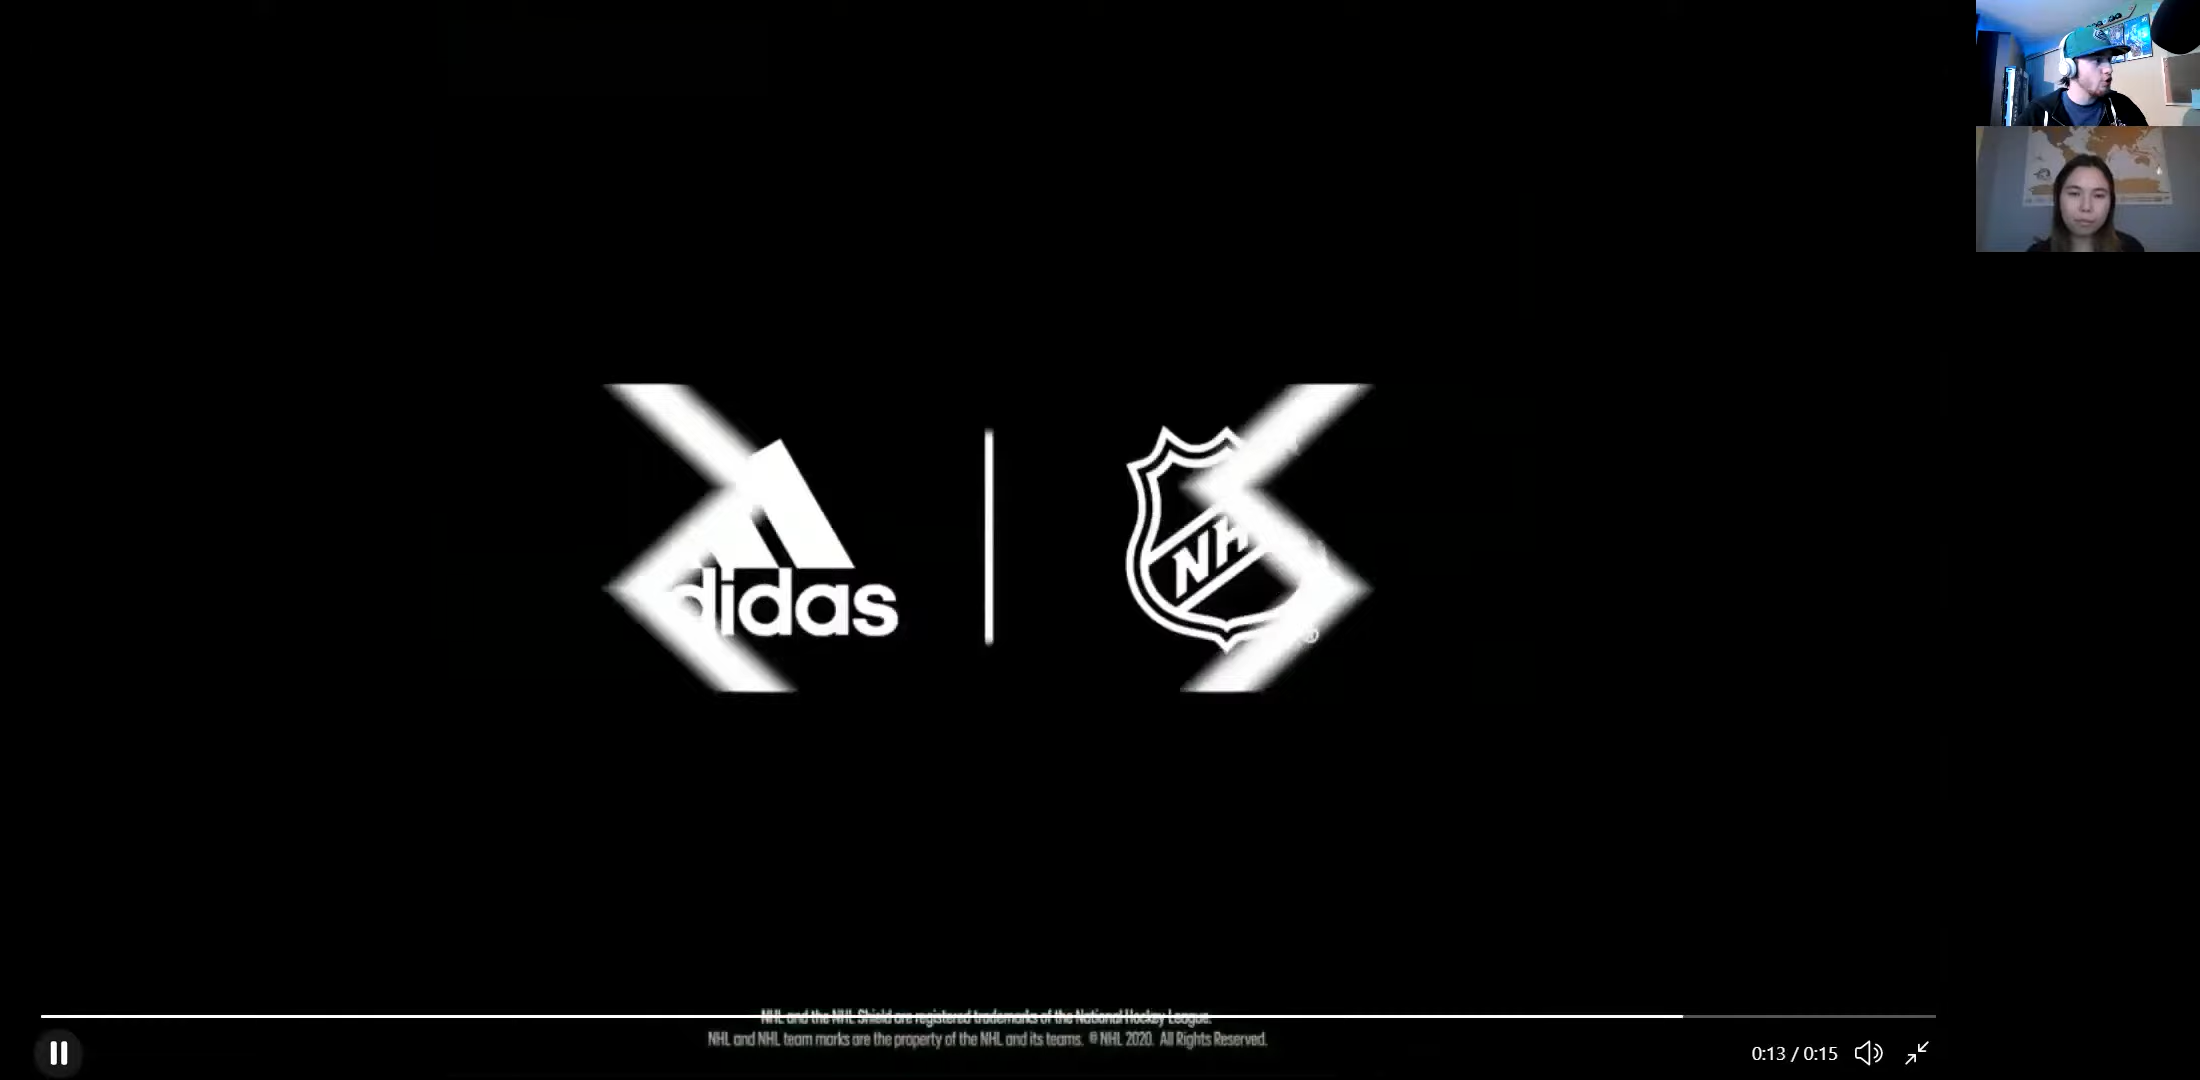 didas
NH
®
NHL and the NHL Shield are registered trademarks of the National Hockey League.
NHL and NHL team marks are the property of the NHL and its teams. © NHL 2020. All Rights Reserved.
0:13 / 0:15